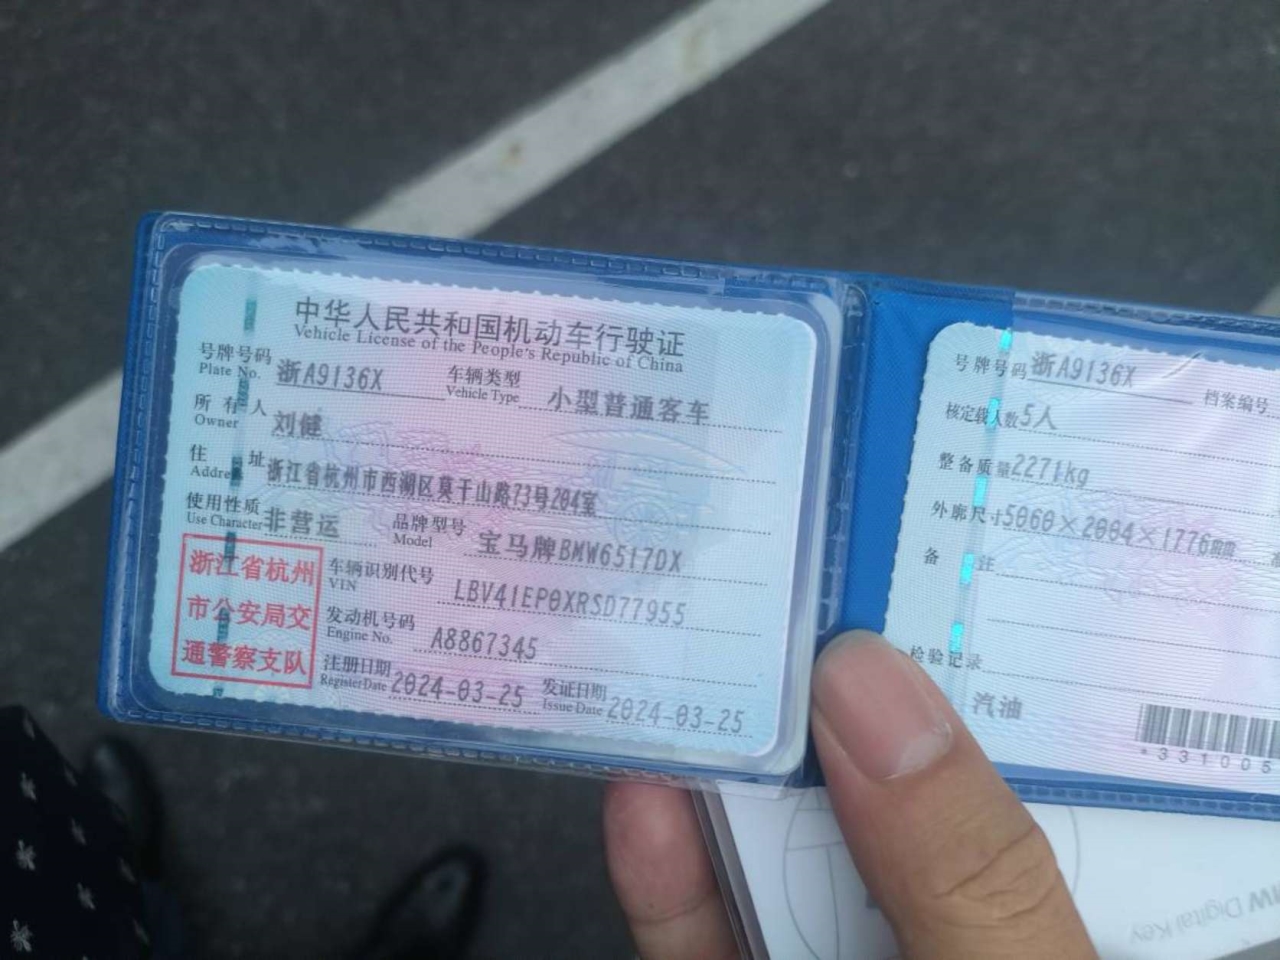 中华人民共和国机动车行驶证
Vehicle License of the People's Republic of China
号牌号码 浙A9136X 车辆类型 小型普通客车
Plate No. Vehicle Type
所有人 刘健
Owner
住址 浙江省杭州市西湖区莫干山路73号204室
Address
使用性质 非营运 品牌型号 宝马牌BMW6517DX
Use Character Model
浙江省杭州
市公安局交
通警察支队
车辆识别代号 LBV41EP0XRSD77955
VIN
发动机号码 A8867345
Engine No.
注册日期 2024-03-25 发证日期 2024-03-25
Register Date Issue Date
号牌号码 浙A9136X 档案编号
核定载人数 5人
整备质量 2271kg
外廓尺寸 5060×2004×1776
备注
检验记录
汽油
*331005
Digital Key